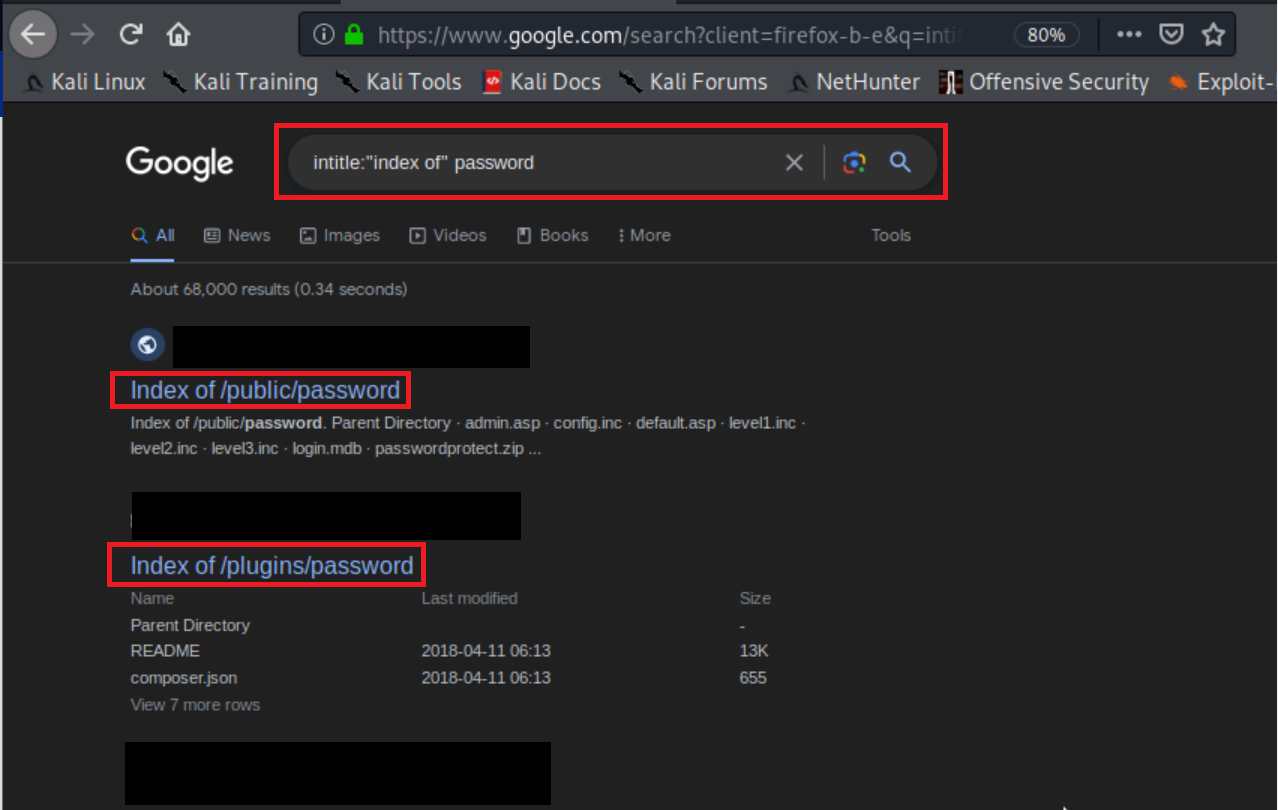 https://www.google.com/search?client=firefox-b-e&q=inti
80%
Kali Linux Kali Training Kali Tools Kali Docs Kali Forums NetHunter Offensive Security Exploit-
Google
intitle:"index of" password
All News Images Videos Books More Tools
About 68,000 results (0.34 seconds)
Index of /public/password
Index of /public/password. Parent Directory · admin.asp · config.inc · default.asp · level1.inc ·
level2.inc · level3.inc · login.mdb · passwordprotect.zip ...
Index of /plugins/password
Name Last modified Size
Parent Directory -
README 2018-04-11 06:13 13K
composer.json 2018-04-11 06:13 655
View 7 more rows